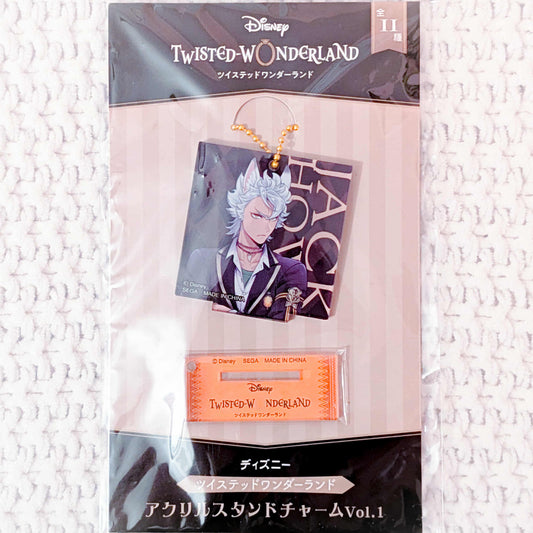 Disney
TWISTED-WONDERLAND
ツイステッドワンダーランド
全
11
種
JACK
HOW
© Disney
SEGA MADE IN CHINA
© Disney SEGA MADE IN CHINA
Disney
TWISTED-W NDERLAND
ツイステッドワンダーランド
ディズニー
ツイステッドワンダーランド
アクリルスタンドチャームVol.1